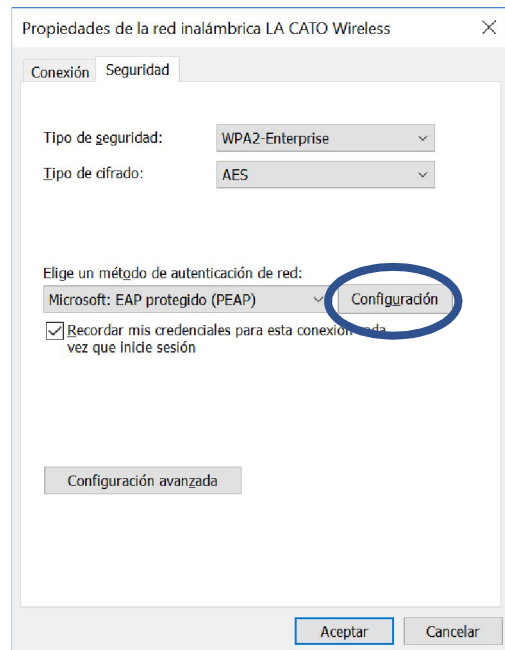 Propiedades de la red inalámbrica LA CATO Wireless
Conexión Seguridad
Tipo de seguridad: WPA2-Enterprise
Tipo de cifrado: AES
Elige un método de autenticación de red:
Microsoft: EAP protegido (PEAP) Configuración
Recordar mis credenciales para esta conexión cada
vez que inicie sesión
Configuración avanzada
Aceptar Cancelar